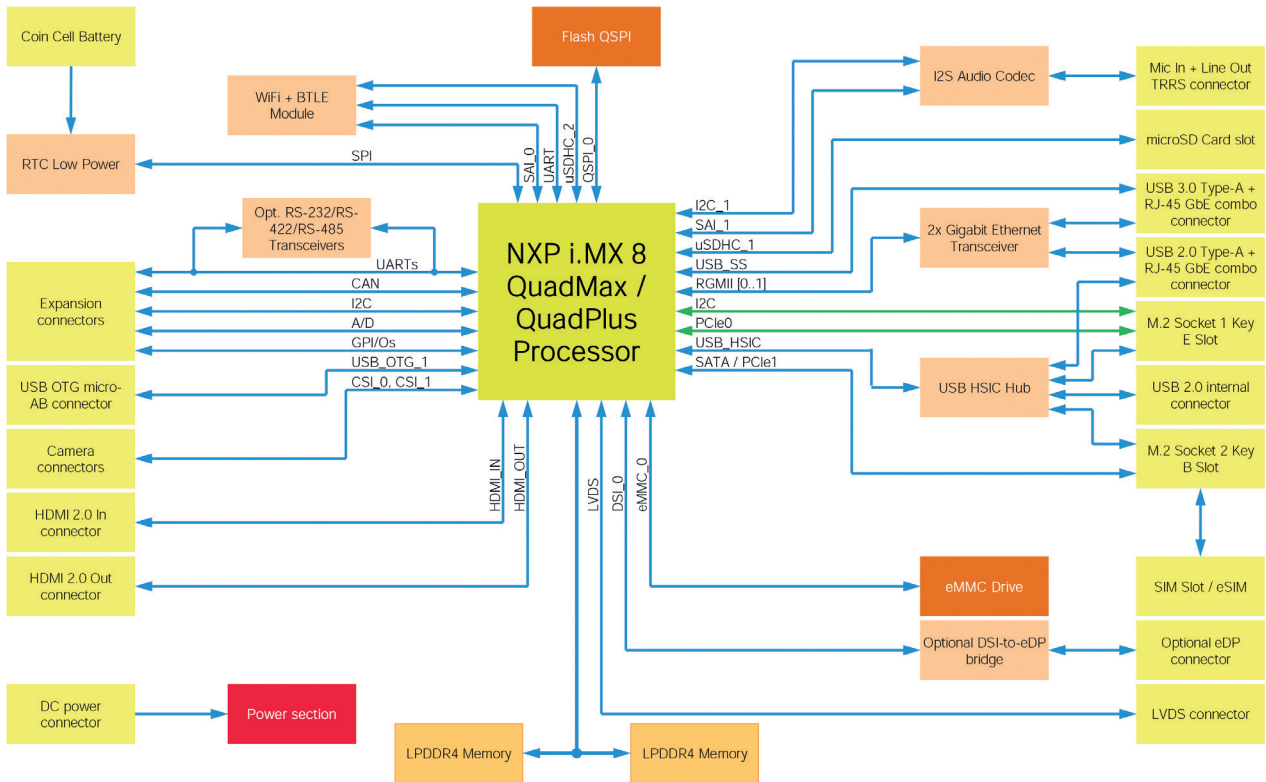 Coin Cell Battery
Flash QSPI
WiFi + BTLE
Module
I2S Audio Codec
Mic In + Line Out
TRRS connector
RTC Low Power
SPI
SAI_0
UART
uSDHC_2
QSPI_0
microSD Card slot
Opt. RS-232/RS-
422/RS-485
Transceivers
USB 3.0 Type-A +
RJ-45 GbE combo
connector
2x Gigabit Ethernet
Transceiver
USB 2.0 Type-A +
RJ-45 GbE combo
connector
NXP i.MX 8
QuadMax /
QuadPlus
Processor
I2C_1
SAI_1
uSDHC_1
USB_SS
RGMII [0..1]
I2C
PCIe0
USB_HSIC
SATA / PCIe1
Expansion
connectors
UARTs
CAN
I2C
A/D
GPI/Os
USB_OTG_1
CSI_0, CSI_1
M.2 Socket 1 Key
E Slot
USB OTG micro-
AB connector
USB HSIC Hub
USB 2.0 internal
connector
Camera
connectors
M.2 Socket 2 Key
B Slot
HDMI_IN
HDMI_OUT
LVDS
DSI_0
eMMC_0
HDMI 2.0 In
connector
HDMI 2.0 Out
connector
eMMC Drive
SIM Slot / eSIM
Optional DSI-to-eDP
bridge
Optional eDP
connector
DC power
connector
Power section
LVDS connector
LPDDR4 Memory
LPDDR4 Memory